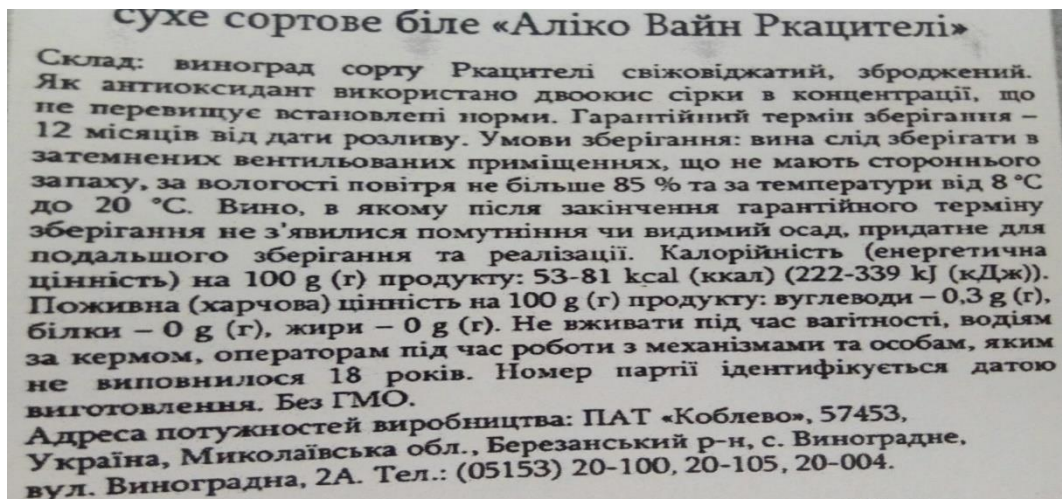 сухе сортове біле «Аліко Вайн Ркацителі»
Склад: виноград сорту Ркацителі свіжовіджатий, зброджений.
Як антиоксидант використано двоокис сірки в концентрації, що
не перевищує встановлені норми. Гарантійний термін зберігання –
12 місяців від дати розливу. Умови зберігання: вина слід зберігати в
затемнених вентильованих приміщеннях, що не мають стороннього
запаху, за вологості повітря не більше 85 % та за температури від 8 °С
до 20 °С. Вино, в якому після закінчення гарантійного терміну
зберігання не з'явилися помутніння чи видимий осад, придатне для
подальшого зберігання та реалізації. Калорійність (енергетична
цінність) на 100 g (г) продукту: 53-81 kcal (ккал) (222-339 kJ (кДж)).
Поживна (харчова) цінність на 100 g (г) продукту: вуглеводи – 0,3 g (г),
білки – 0 g (г), жири – 0 g (г). Не вживати під час вагітності, водіям
за кермом, операторам під час роботи з механізмами та особам, яким
не виповнилося 18 років. Номер партії ідентифікується датою
виготовлення. Без ГМО.
Адреса потужностей виробництва: ПАТ «Коблево», 57453,
Україна, Миколаївська обл., Березанський р-н, с. Виноградне,
вул. Виноградна, 2А. Тел.: (05153) 20-100, 20-105, 20-004.